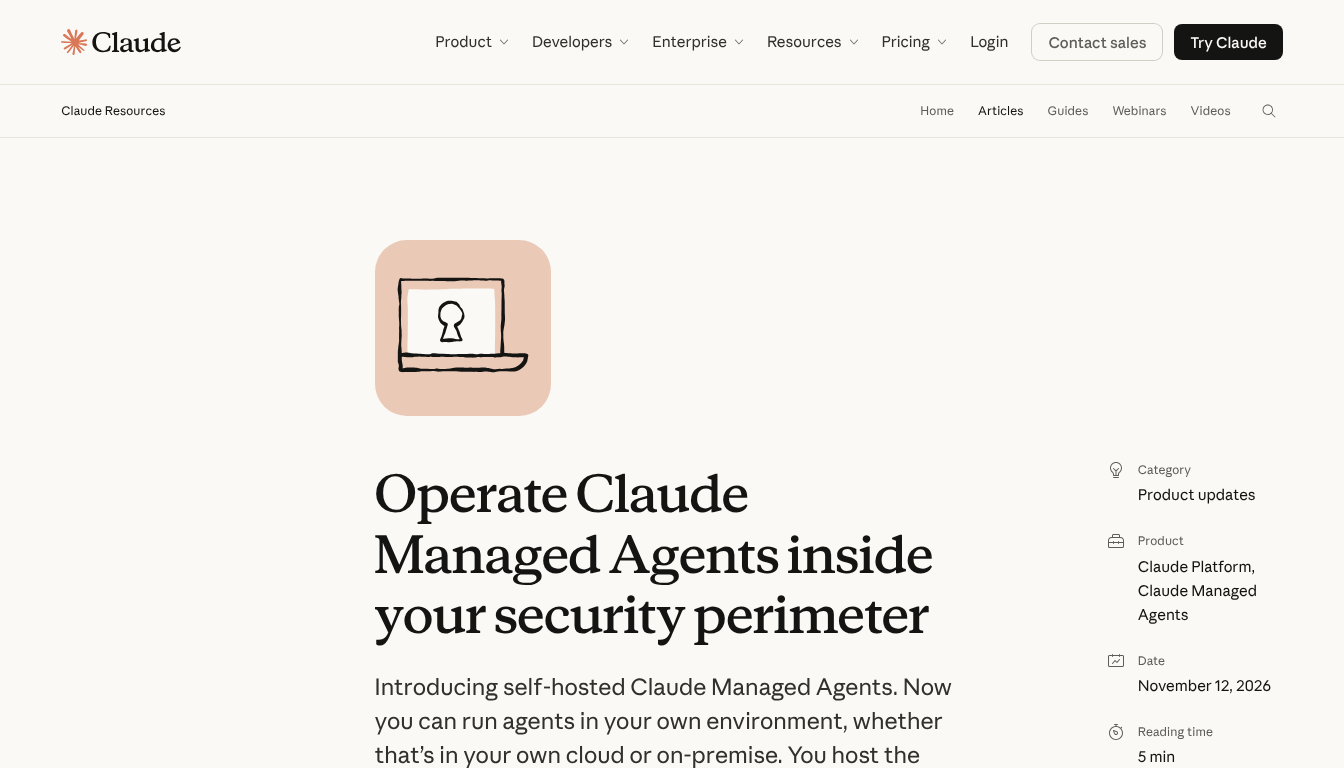 Claude
Product
Developers
Enterprise
Resources
Pricing
Login
Contact sales
Try Claude
Claude Resources
Home
Articles
Guides
Webinars
Videos
Operate Claude
Managed Agents inside
your security perimeter
Introducing self-hosted Claude Managed Agents. Now
you can run agents in your own environment, whether
that’s in your own cloud or on-premise. You host the
Category
Product updates
Product
Claude Platform,
Claude Managed
Agents
Date
November 12, 2026
Reading time
5 min